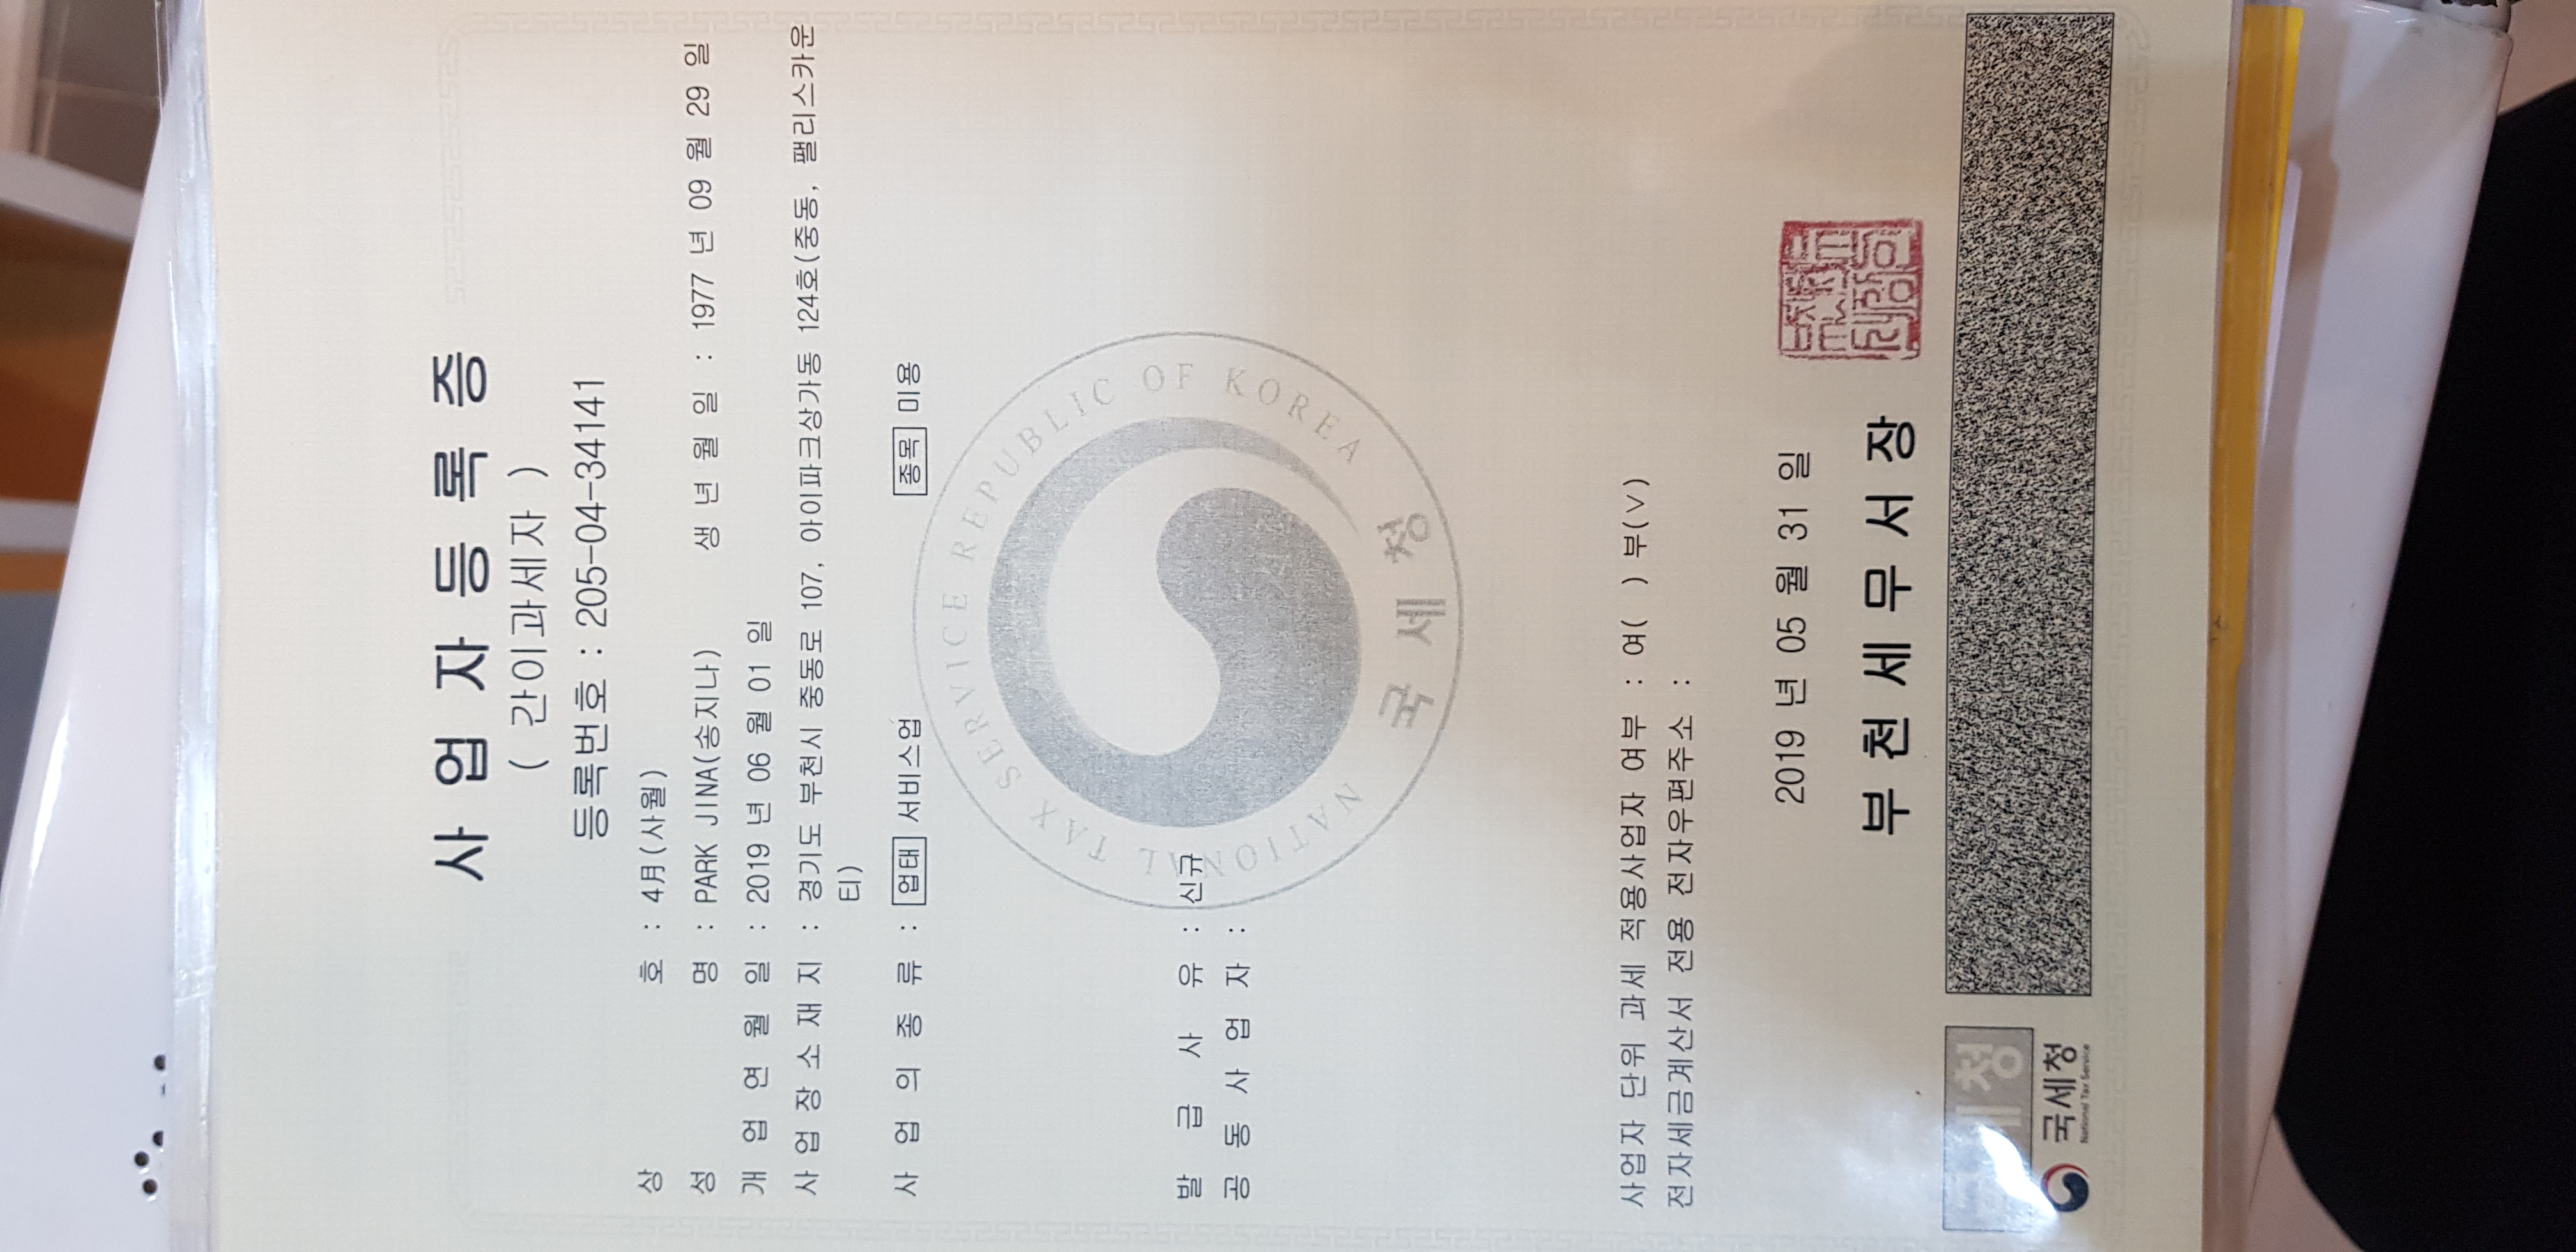 사 업 자 등 록 증
( 간이과세자 )
등록번호 : 205-04-34141
상 호 : 4月(사월)
성 명 : PARK JINA(송지나) 생 년 월 일 : 1977 년 09 월 29 일
개 업 연 월 일 : 2019 년 06 월 01 일
사 업 장 소 재 지 : 경기도 부천시 중동로 107, 아이파크상가동 124호(중동, 팰리스카운
티)
사 업 의 종 류 : 업태 서비스업 종목 미용
NATIONAL TAX SERVICE REPUBLIC OF KOREA
국세청
발 급 사 유 : 신규
공 동 사 업 자 :
사업자 단위 과세 적용사업자 여부 : 여( ) 부(v)
전자세금계산서 전용 전자우편주소 :
2019 년 05 월 31 일
부 천 세 무 서 장
국세청
National Tax Service